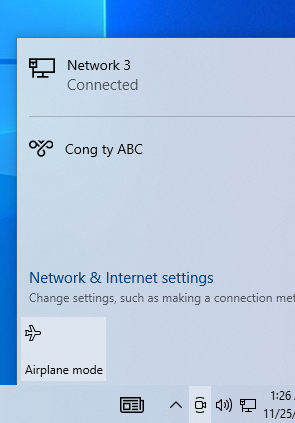 Network 3
Connected
Cong ty ABC
Network & Internet settings
Change settings, such as making a connection
Airplane mode
1:26
11/25/